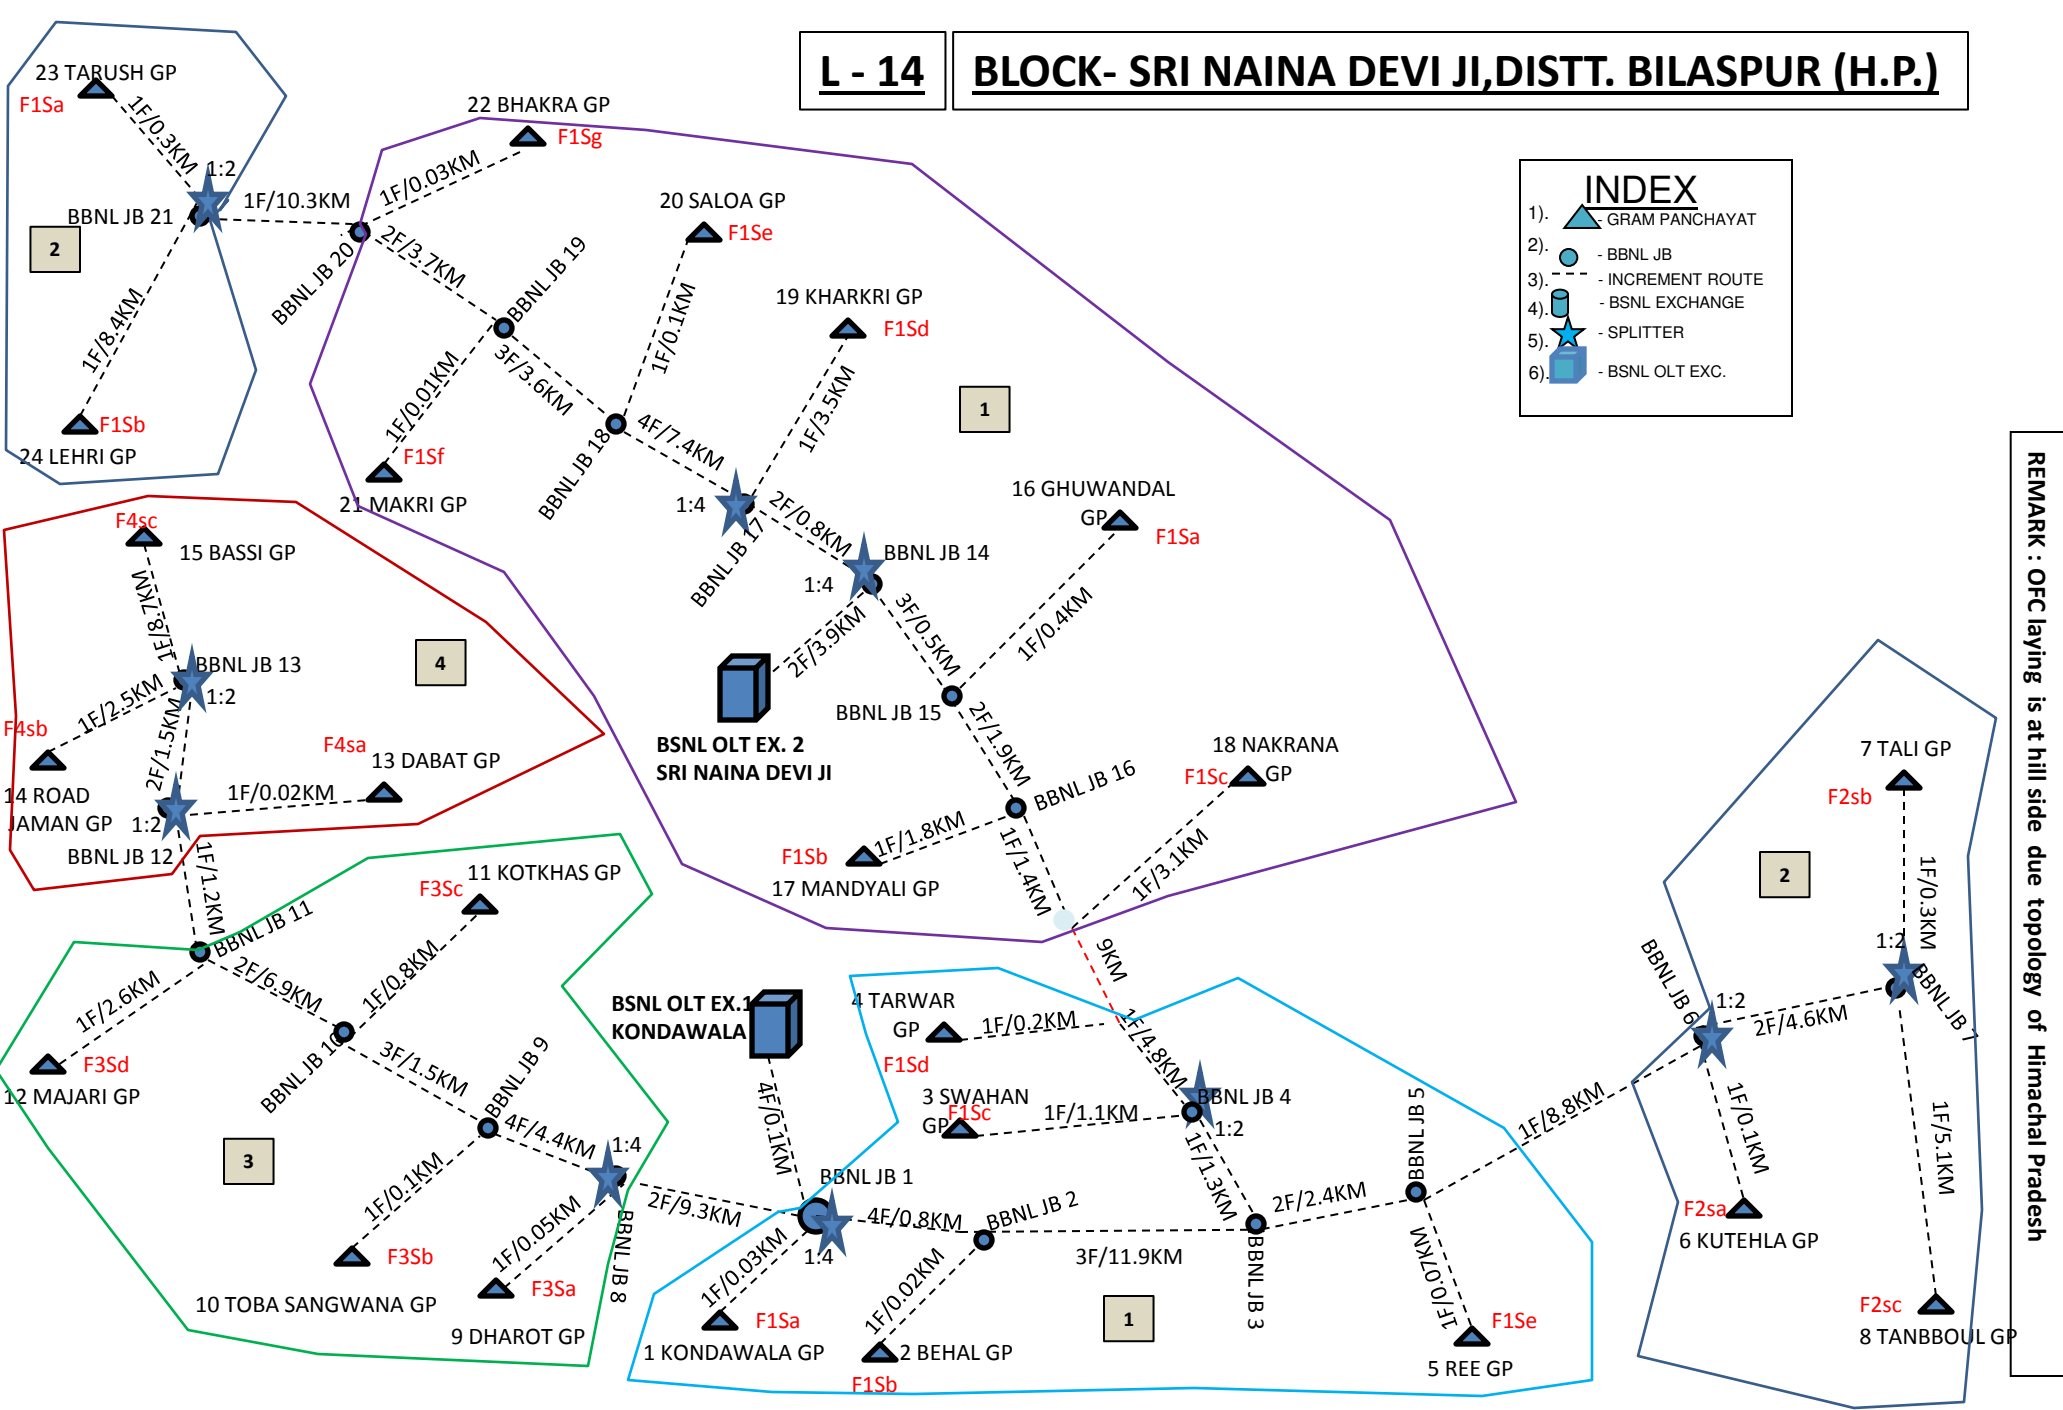 L - 14
BLOCK- SRI NAINA DEVI JI,DISTT. BILASPUR (H.P.)
INDEX
1).
- GRAM PANCHAYAT
2).
- BBNL JB
3).
- INCREMENT ROUTE
4).
- BSNL EXCHANGE
5).
- SPLITTER
6).
- BSNL OLT EXC.
REMARK : OFC laying is at hill side due topology of Himachal Pradesh
23 TARUSH GP
F1Sa
1F/0.3KM
1:2
BBNL JB 21
1F/10.3KM
2
1F/8.4KM
F1Sb
24 LEHRI GP
22 BHAKRA GP
F1Sg
1F/0.03KM
BBNL JB 20
2F/3.7KM
BBNL JB 19
20 SALOA GP
F1Se
1F/0.1KM
3F/3.6KM
1F/0.01KM
F1Sf
21 MAKRI GP
BBNL JB 18
19 KHARKRI GP
F1Sd
1F/3.5KM
4F/7.4KM
1
1:4
BBNL JB 17
2F/0.8KM
BBNL JB 14
1:4
16 GHUWANDAL
GP
F1Sa
1F/0.4KM
3F/0.5KM
2F/3.9KM
BSNL OLT EX. 2
SRI NAINA DEVI JI
BBNL JB 15
2F/1.9KM
BBNL JB 16
18 NAKRANA
GP
F1Sc
1F/3.1KM
1F/1.8KM
F1Sb
17 MANDYALI GP
1F/1.4KM
9KM
F4sc
15 BASSI GP
1F/8.7KM
BBNL JB 13
1:2
4
1F/2.5KM
F4sb
14 ROAD
JAMAN GP
2F/1.5KM
F4sa
13 DABAT GP
1F/0.02KM
1:2
BBNL JB 12
1F/1.2KM
BBNL JB 11
11 KOTKHAS GP
F3Sc
1F/0.8KM
2F/6.9KM
1F/2.6KM
F3Sd
12 MAJARI GP
BBNL JB 10
3F/1.5KM
BBNL JB 9
4F/4.4KM
1:4
3
1F/0.1KM
F3Sb
10 TOBA SANGWANA GP
1F/0.05KM
F3Sa
9 DHAROT GP
BBNL JB 8
2F/9.3KM
BSNL OLT EX.1
KONDAWALA
4F/0.1KM
BBNL JB 1
1:4
1F/0.03KM
F1Sa
1 KONDAWALA GP
4F/0.8KM
BBNL JB 2
1F/0.02KM
2 BEHAL GP
F1Sb
3F/11.9KM
1
4 TARWAR
GP
F1Sd
1F/0.2KM
1F/4.8KM
3 SWAHAN
GP
F1Sc
1F/1.1KM
BBNL JB 4
1:2
1F/1.3KM
BBNL JB 3
2F/2.4KM
BBNL JB 5
1F/0.07KM
F1Se
5 REE GP
1F/8.8KM
BBNL JB 6
1:2
2F/4.6KM
2
7 TALI GP
F2sb
1F/0.3KM
1:2
BBNL JB 7
1F/0.1KM
F2sa
6 KUTEHLA GP
1F/5.1KM
F2sc
8 TANBBOUL GP